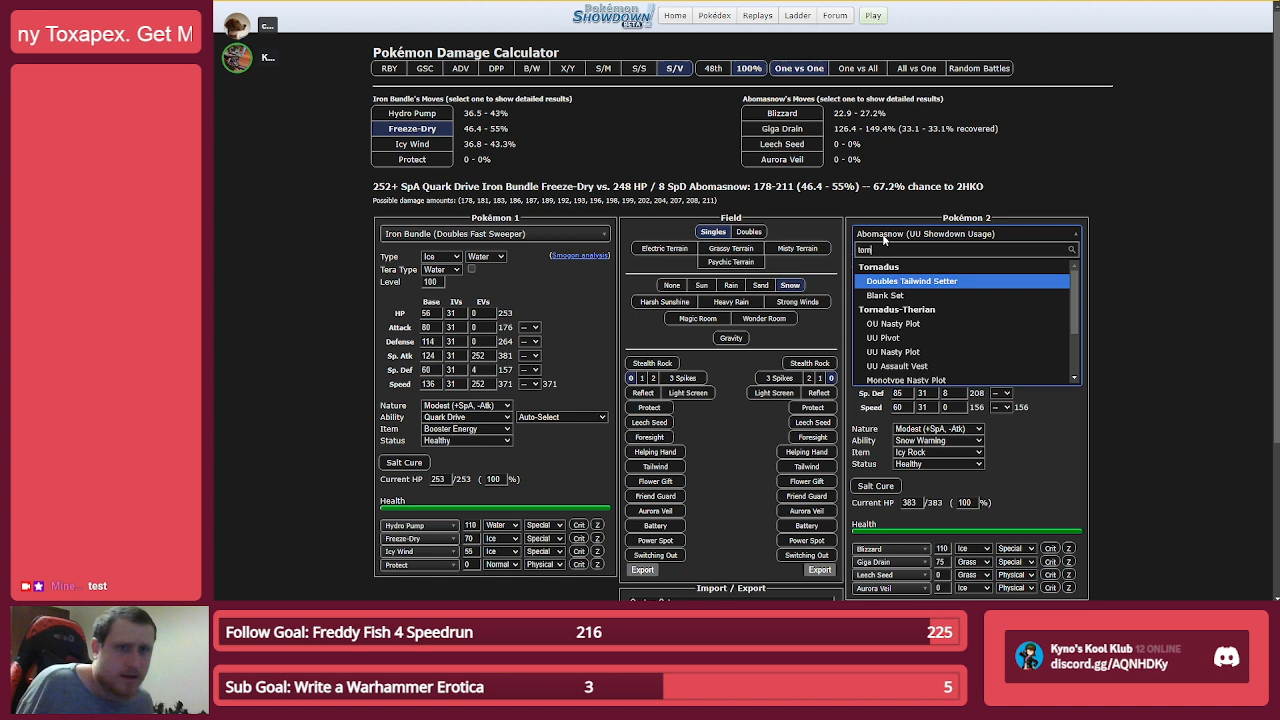 ny Toxapex. Get M
c...
K...
Pokémon
SHOWDOWN!
BETA
Home
Pokédex
Replays
Ladder
Forum
Play
Pokémon Damage Calculator
RBY GSC ADV DPP B/W X/Y S/M S/S S/V 48th 100% One vs One One vs All All vs One Random Battles
Iron Bundle's Moves (select one to show detailed results)
Hydro Pump 36.5 - 43%
Freeze-Dry 46.4 - 55%
Icy Wind 36.8 - 43.3%
Protect 0 - 0%
Abomasnow's Moves (select one to show detailed results)
Blizzard 22.9 - 27.2%
Giga Drain 126.4 - 149.4% (33.1 - 33.1% recovered)
Leech Seed 0 - 0%
Aurora Veil 0 - 0%
252+ SpA Quark Drive Iron Bundle Freeze-Dry vs. 248 HP / 8 SpD Abomasnow: 178-211 (46.4 - 55%) -- 67.2% chance to 2HKO
Possible damage amounts: (178, 181, 183, 186, 187, 189, 192, 193, 196, 198, 199, 202, 204, 207, 208, 211)
Pokémon 1
Iron Bundle (Doubles Fast Sweeper)
Type Ice Water Smogon analysis)
Tera Type Water
Level 100
Base IVs EVs
HP 56 31 0 253
Attack 80 31 0 176 --
Defense 114 31 0 264 --
Sp. Atk 124 31 252 381 --
Sp. Def 60 31 4 157 --
Speed 136 31 252 371 -- 371
Nature Modest (+SpA, -Atk)
Ability Quark Drive Auto-Select
Item Booster Energy
Status Healthy
Salt Cure
Current HP 253 /253 ( 100 %)
Health
Hydro Pump 110 Water Special Crit Z
Freeze-Dry 70 Ice Special Crit Z
Icy Wind 55 Ice Special Crit Z
Protect 0 Normal Physical Crit Z
Field
Singles Doubles
Electric Terrain Grassy Terrain Misty Terrain
Psychic Terrain
None Sun Rain Sand Snow
Harsh Sunshine Heavy Rain Strong Winds
Magic Room Wonder Room
Gravity
Stealth Rock Stealth Rock
0 1 2 3 Spikes 3 Spikes 2 1 0
Reflect Light Screen Light Screen Reflect
Protect Protect
Leech Seed Leech Seed
Foresight Foresight
Helping Hand Helping Hand
Tailwind Tailwind
Flower Gift Flower Gift
Friend Guard Friend Guard
Aurora Veil Aurora Veil
Battery Battery
Power Spot Power Spot
Switching Out Switching Out
Export Export
Import / Export
Pokémon 2
Abomasnow (UU Showdown Usage)
torn
Tornadus
Doubles Tailwind Setter
Blank Set
Tornadus-Therian
OU Nasty Plot
UU Pivot
UU Nasty Plot
UU Assault Vest
Monotype Nasty Plot
Sp. Def 85 31 8 208 --
Speed 60 31 0 156 -- 156
Nature Modest (+SpA, -Atk)
Ability Snow Warning
Item Icy Rock
Status Healthy
Salt Cure
Current HP 383 /383 ( 100 %)
Health
Blizzard 110 Ice Special Crit Z
Giga Drain 75 Grass Special Crit Z
Leech Seed 0 Grass Physical Crit Z
Aurora Veil 0 Ice Physical Crit Z
Mine... test
Follow Goal: Freddy Fish 4 Speedrun 216 225
Sub Goal: Write a Warhammer Erotica 3 5
Kyno's Kool Klub 12 ONLINE
discord.gg/AQNHDKy